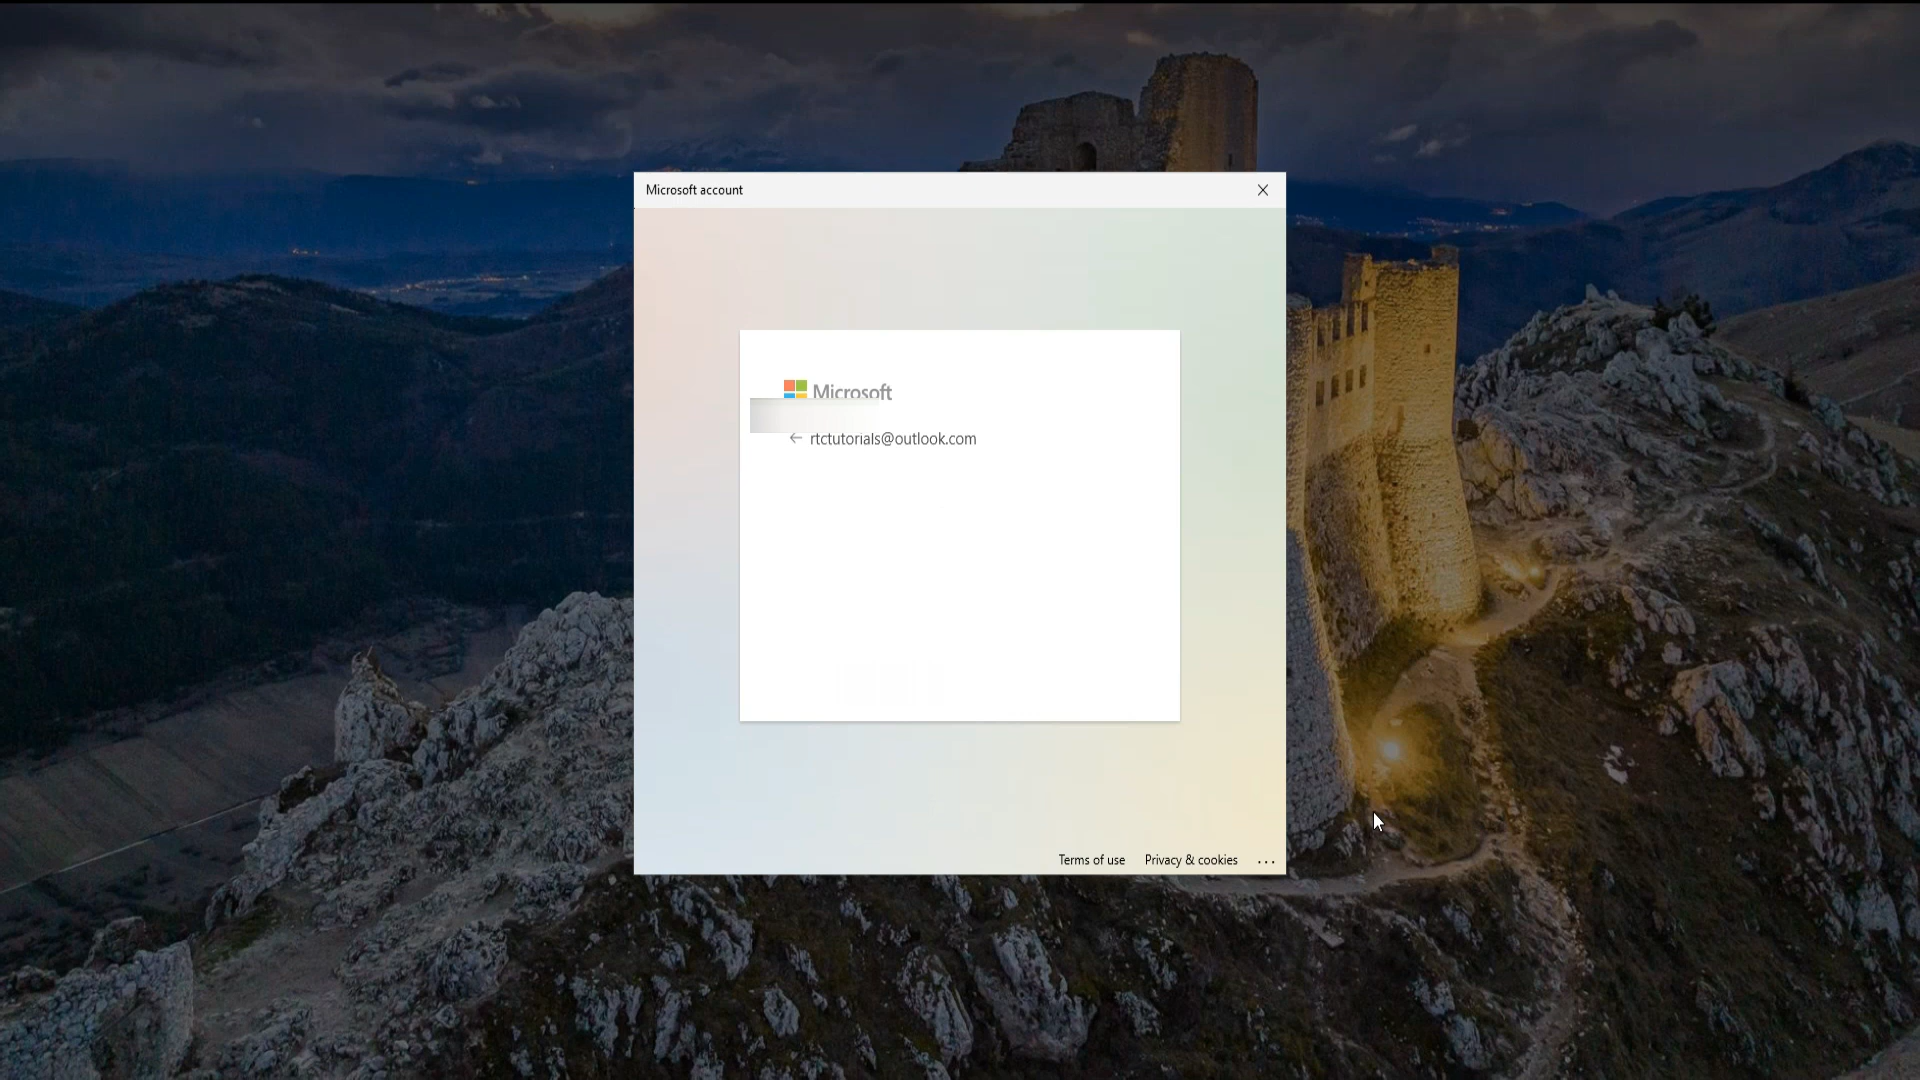 Microsoft account
Microsoft
rtctutorials@outlook.com
Terms of use
Privacy & cookies
...